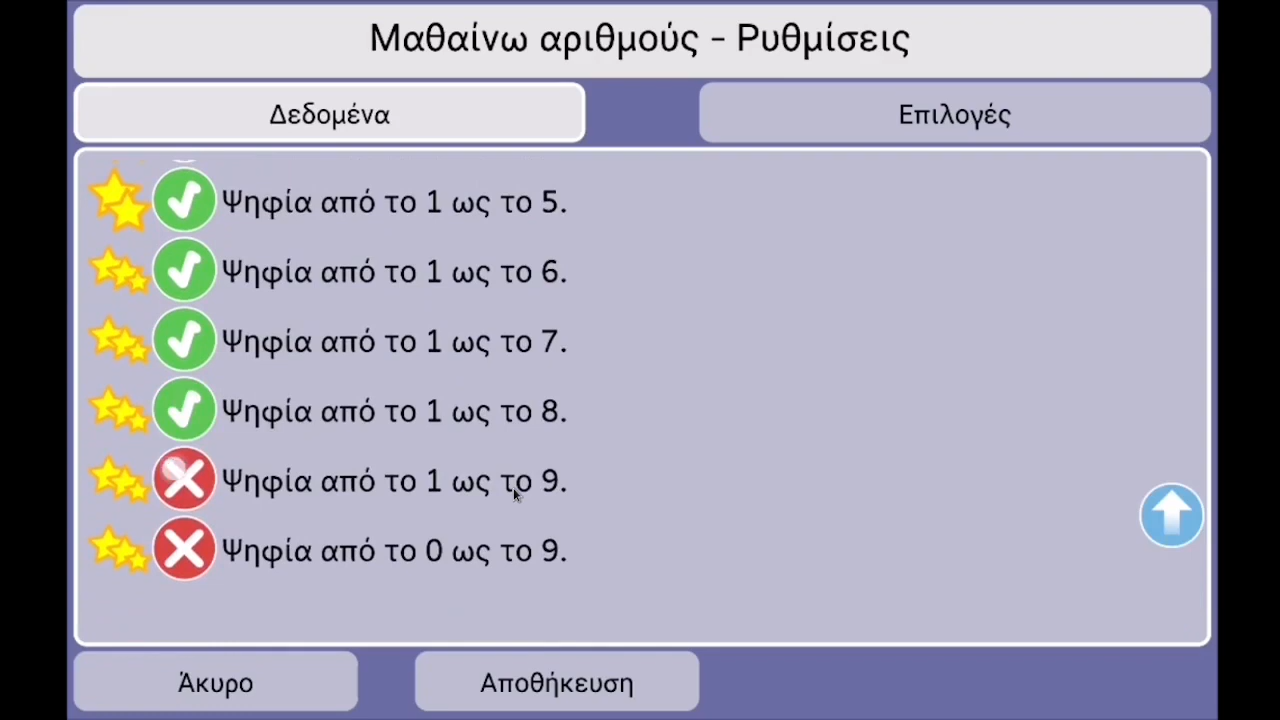 Μαθαίνω αριθμούς - Ρυθμίσεις
Δεδομένα
Επιλογές
Ψηφία από το 1 ως το 5.
Ψηφία από το 1 ως το 6.
Ψηφία από το 1 ως το 7.
Ψηφία από το 1 ως το 8.
Ψηφία από το 1 ως το 9.
Ψηφία από το 0 ως το 9.
Άκυρο
Αποθήκευση